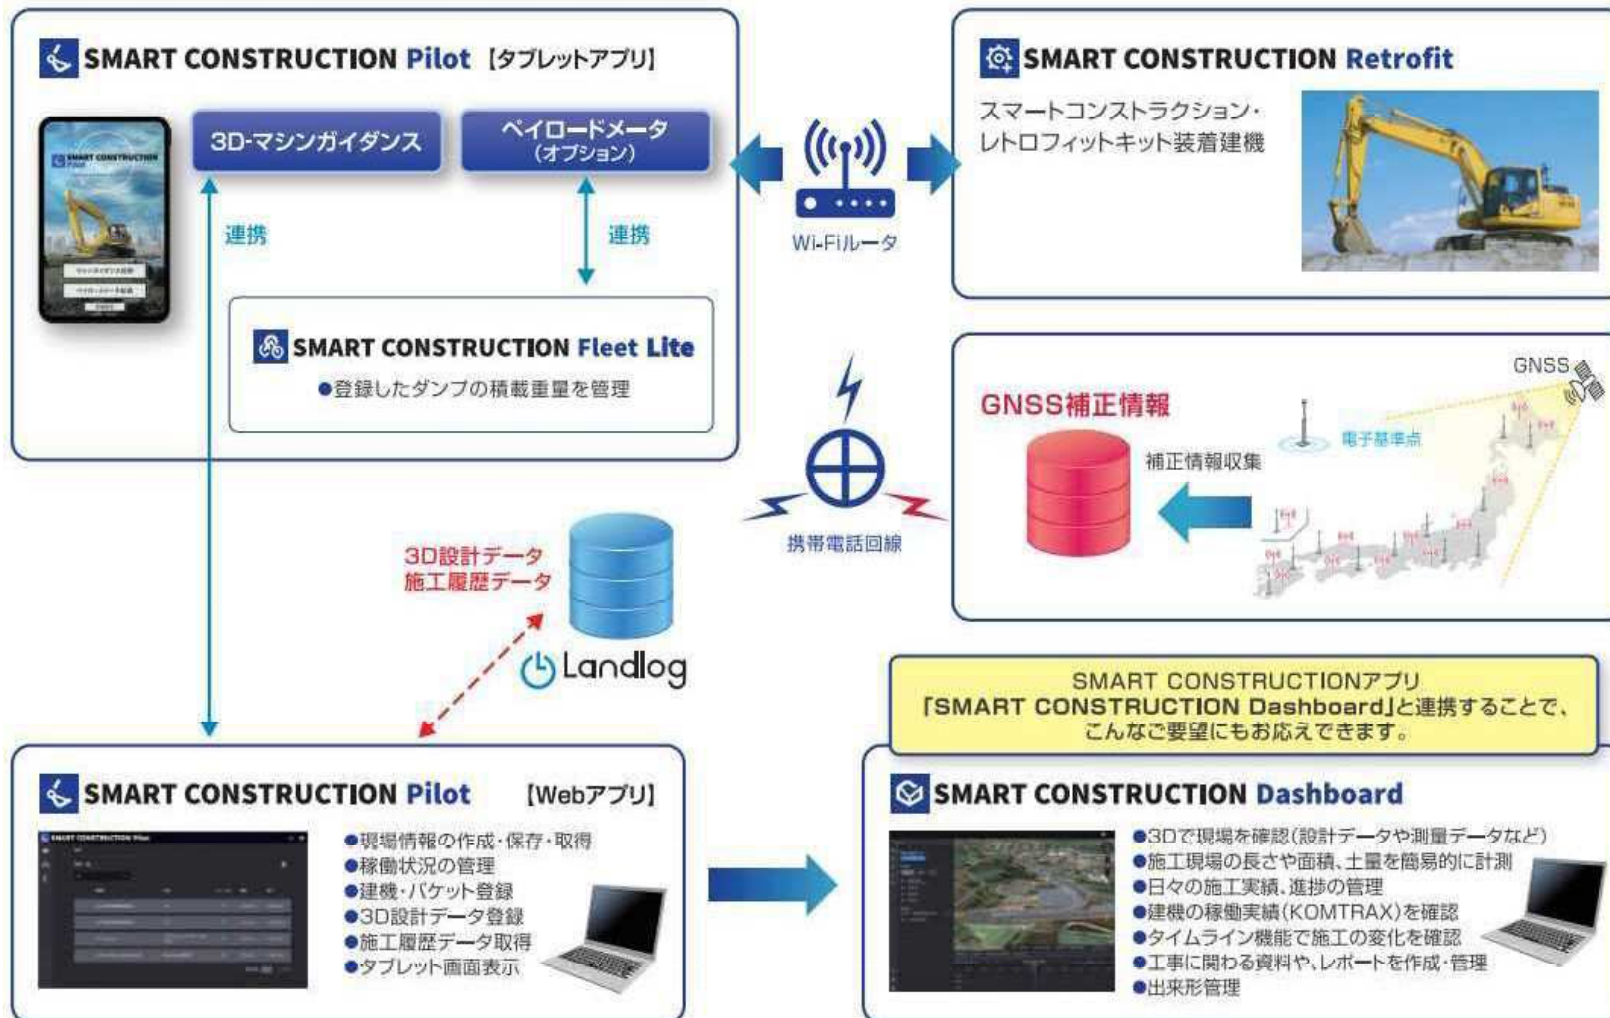 SMART CONSTRUCTION Pilot 【タブレットアプリ】
SMART CONSTRUCTION
Pilot
3D-マシンガイダンス
ペイロードメータ
(オプション)
連携
連携
SMART CONSTRUCTION Fleet Lite
●登録したダンプの積載重量を管理
Wi-Fiルータ
SMART CONSTRUCTION Retrofit
スマートコンストラクション・
レトロフィットキット装着建機
携帯電話回線
GNSS補正情報
補正情報収集
GNSS
電子基準点
3D設計データ
施工履歴データ
Landlog
SMART CONSTRUCTION Pilot 【Webアプリ】
SMART CONSTRUCTION Pilot
●現場情報の作成・保存・取得
●稼働状況の管理
●建機・バケット登録
●3D設計データ登録
●施工履歴データ取得
●タブレット画面表示
SMART CONSTRUCTIONアプリ
「SMART CONSTRUCTION Dashboard」と連携することで、
こんなご要望にもお応えできます。
SMART CONSTRUCTION Dashboard
●3Dで現場を確認(設計データや測量データなど)
●施工現場の長さや面積、土量を簡易的に計測
●日々の施工実績、進捗の管理
●建機の稼働実績(KOMTRAX)を確認
●タイムライン機能で施工の変化を確認
●工事に関わる資料や、レポートを作成・管理
●出来形管理